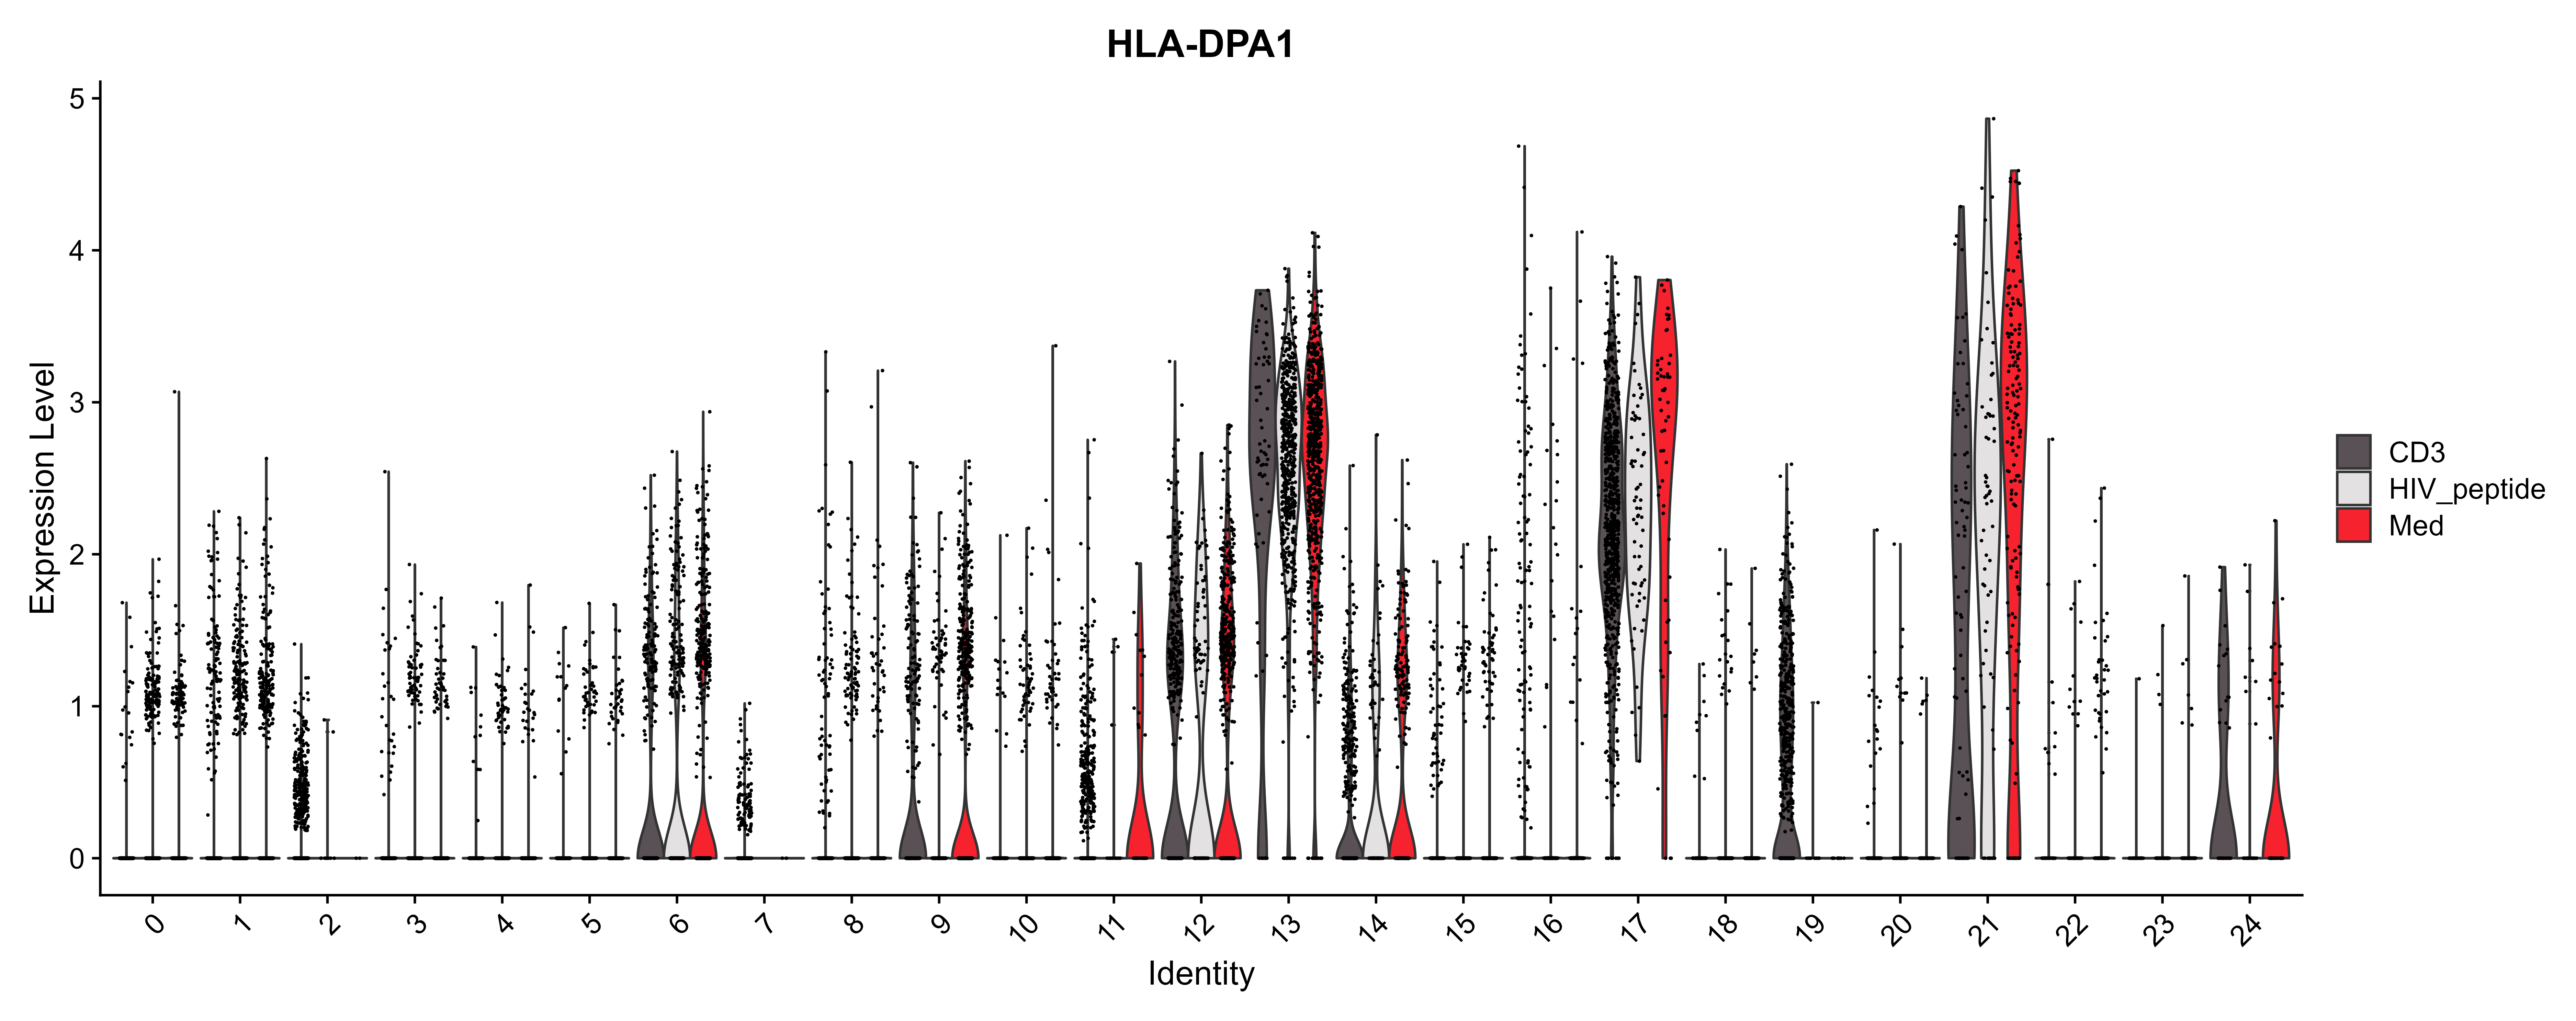 HLA-DPA1
Expression Level
5
4
3
2
1
0
0 1 2 3 4 5 6 7 8 9 10 11 12 13 14 15 16 17 18 19 20 21 22 23 24
Identity
CD3
HIV_peptide
Med